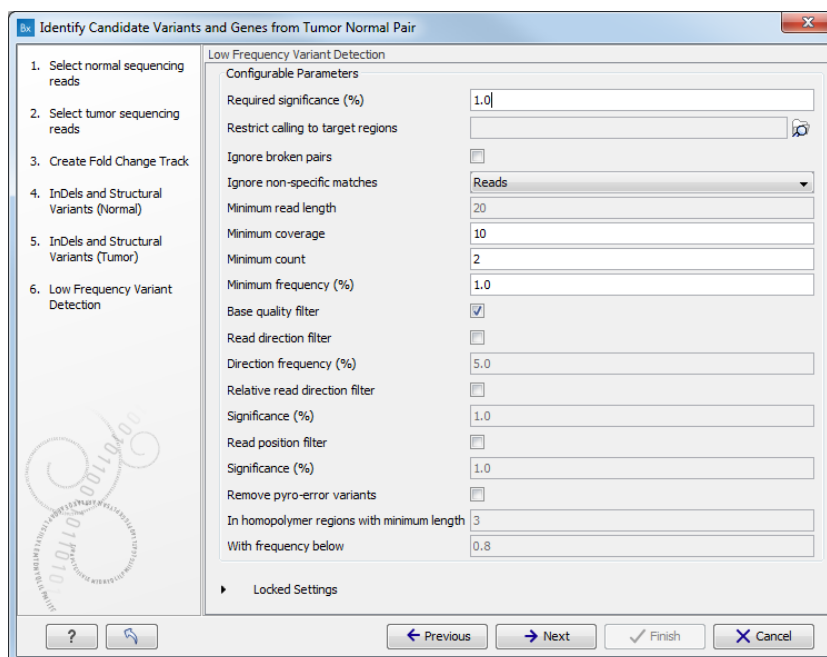 Bx Identify Candidate Variants and Genes from Tumor Normal Pair
1. Select normal sequencing
reads
2. Select tumor sequencing
reads
3. Create Fold Change Track
4. InDels and Structural
Variants (Normal)
5. InDels and Structural
Variants (Tumor)
6. Low Frequency Variant
Detection
Low Frequency Variant Detection
Configurable Parameters
Required significance (%) 1.0
Restrict calling to target regions
Ignore broken pairs
Ignore non-specific matches Reads
Minimum read length 20
Minimum coverage 10
Minimum count 2
Minimum frequency (%) 1.0
Base quality filter
Read direction filter
Direction frequency (%) 5.0
Relative read direction filter
Significance (%) 1.0
Read position filter
Significance (%) 1.0
Remove pyro-error variants
In homopolymer regions with minimum length 3
With frequency below 0.8
Locked Settings
? Previous Next Finish Cancel